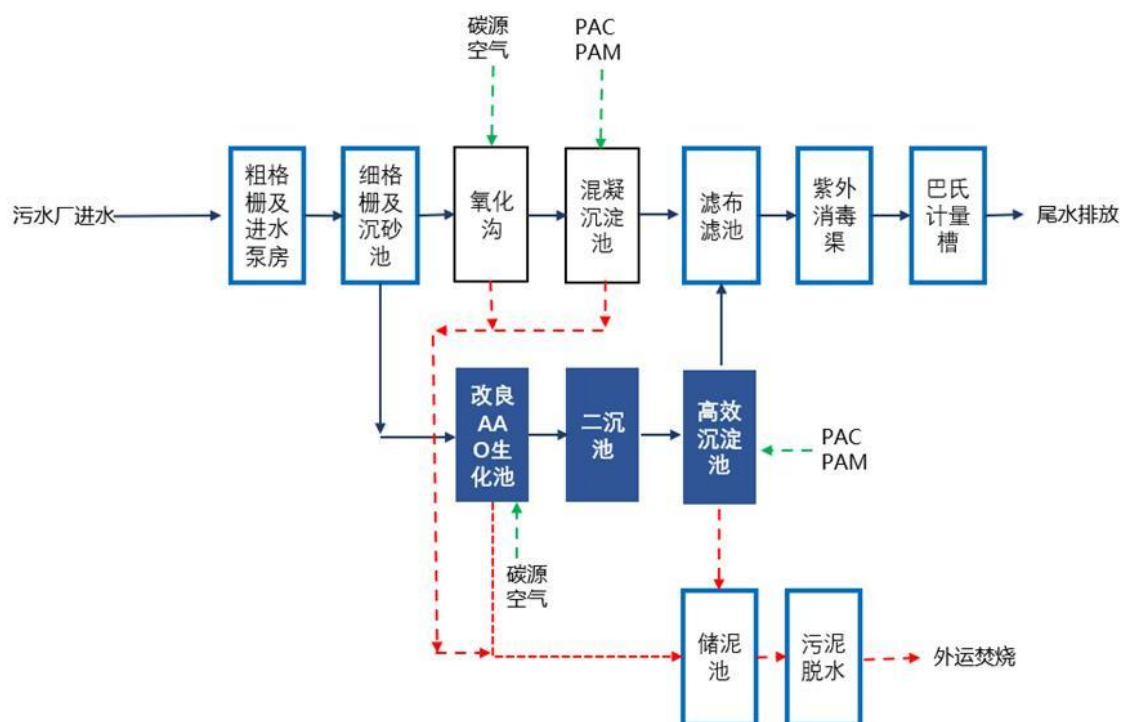 碳源
空气
PAC
PAM
污水厂进水
粗格
栅及
进水
泵房
细格
栅及
沉砂
池
氧化
沟
混凝
沉淀
池
滤布
滤池
紫外
消毒
渠
巴氏
计量
槽
尾水排放
改良
AA
O生
化池
二沉
池
高效
沉淀
池
PAC
PAM
碳源
空气
储泥
池
污泥
脱水
外运焚烧